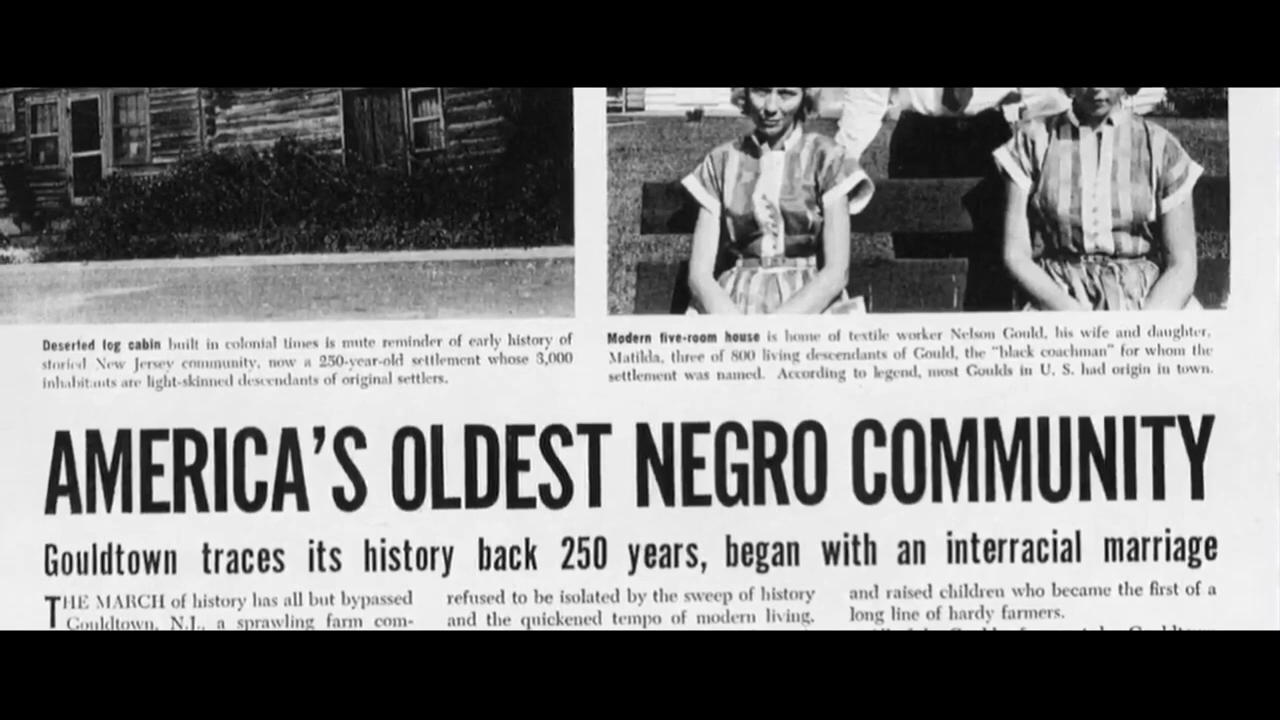 Deserted log cabin built in colonial times is mute reminder of early history of
storied New Jersey community, now a 250-year-old settlement whose 3,000
inhabitants are light-skinned descendants of original settlers.
Modern five-room house is home of textile worker Nelson Gould, his wife and daughter,
Matilda, three of 800 living descendants of Gould, the "black coachman" for whom the
settlement was named. According to legend, most Goulds in U. S. had origin in town.
AMERICA'S OLDEST NEGRO COMMUNITY
Gouldtown traces its history back 250 years, began with an interracial marriage
THE MARCH of history has all but bypassed
Gouldtown, N.J., a sprawling farm com-
refused to be isolated by the sweep of history
and the quickened tempo of modern living.
and raised children who became the first of a
long line of hardy farmers.